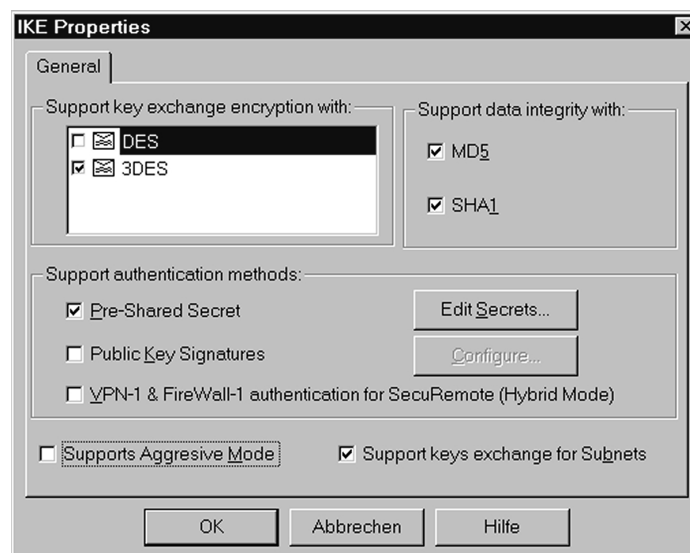 IKE Properties
General
Support key exchange encryption with:
DES
3DES
Support data integrity with:
MD5
SHA1
Support authentication methods:
Pre-Shared Secret
Edit Secrets...
Public Key Signatures
Configure...
VPN-1 & FireWall-1 authentication for SecuRemote (Hybrid Mode)
Supports Aggresive Mode
Support keys exchange for Subnets
OK
Abbrechen
Hilfe